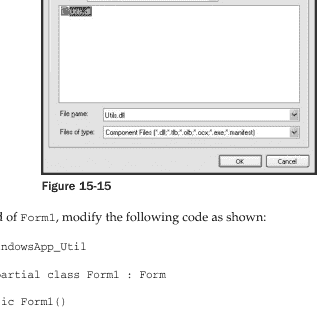 Utils.dll
File name:
Utils.dll
Files of type:
Component Files (*.dll;*.tlb;*.olb;*.ocx;*.exe;*.manifest)
OK
Cancel
Figure 15-15
of Form1, modify the following code as shown:
ndowsApp_Util
artial class Form1 : Form
ic Form1()